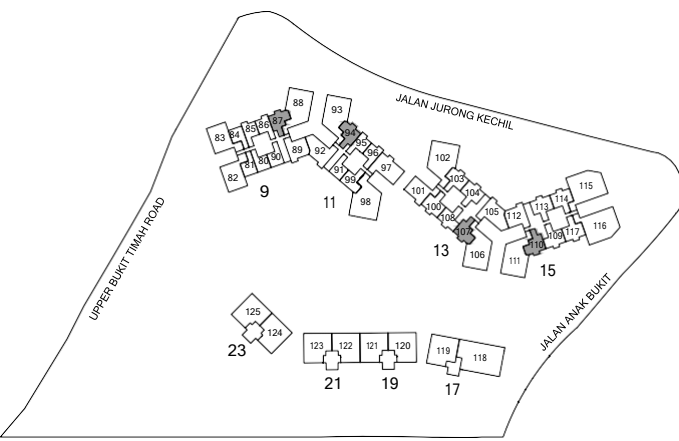 JALAN JURONG KECHIL
UPPER BUKIT TIMAH ROAD
JALAN ANAK BUKIT
83 84 85 86 87 88
82 81 80 90 89
9
93 94 95 96 97
92 91 99 98
11
102 103 104 105
101 100 108 107 106
13
112 113 114 115
111 110 109 117 116
15
125
124
23
123 122 121 120
21 19
119 118
17